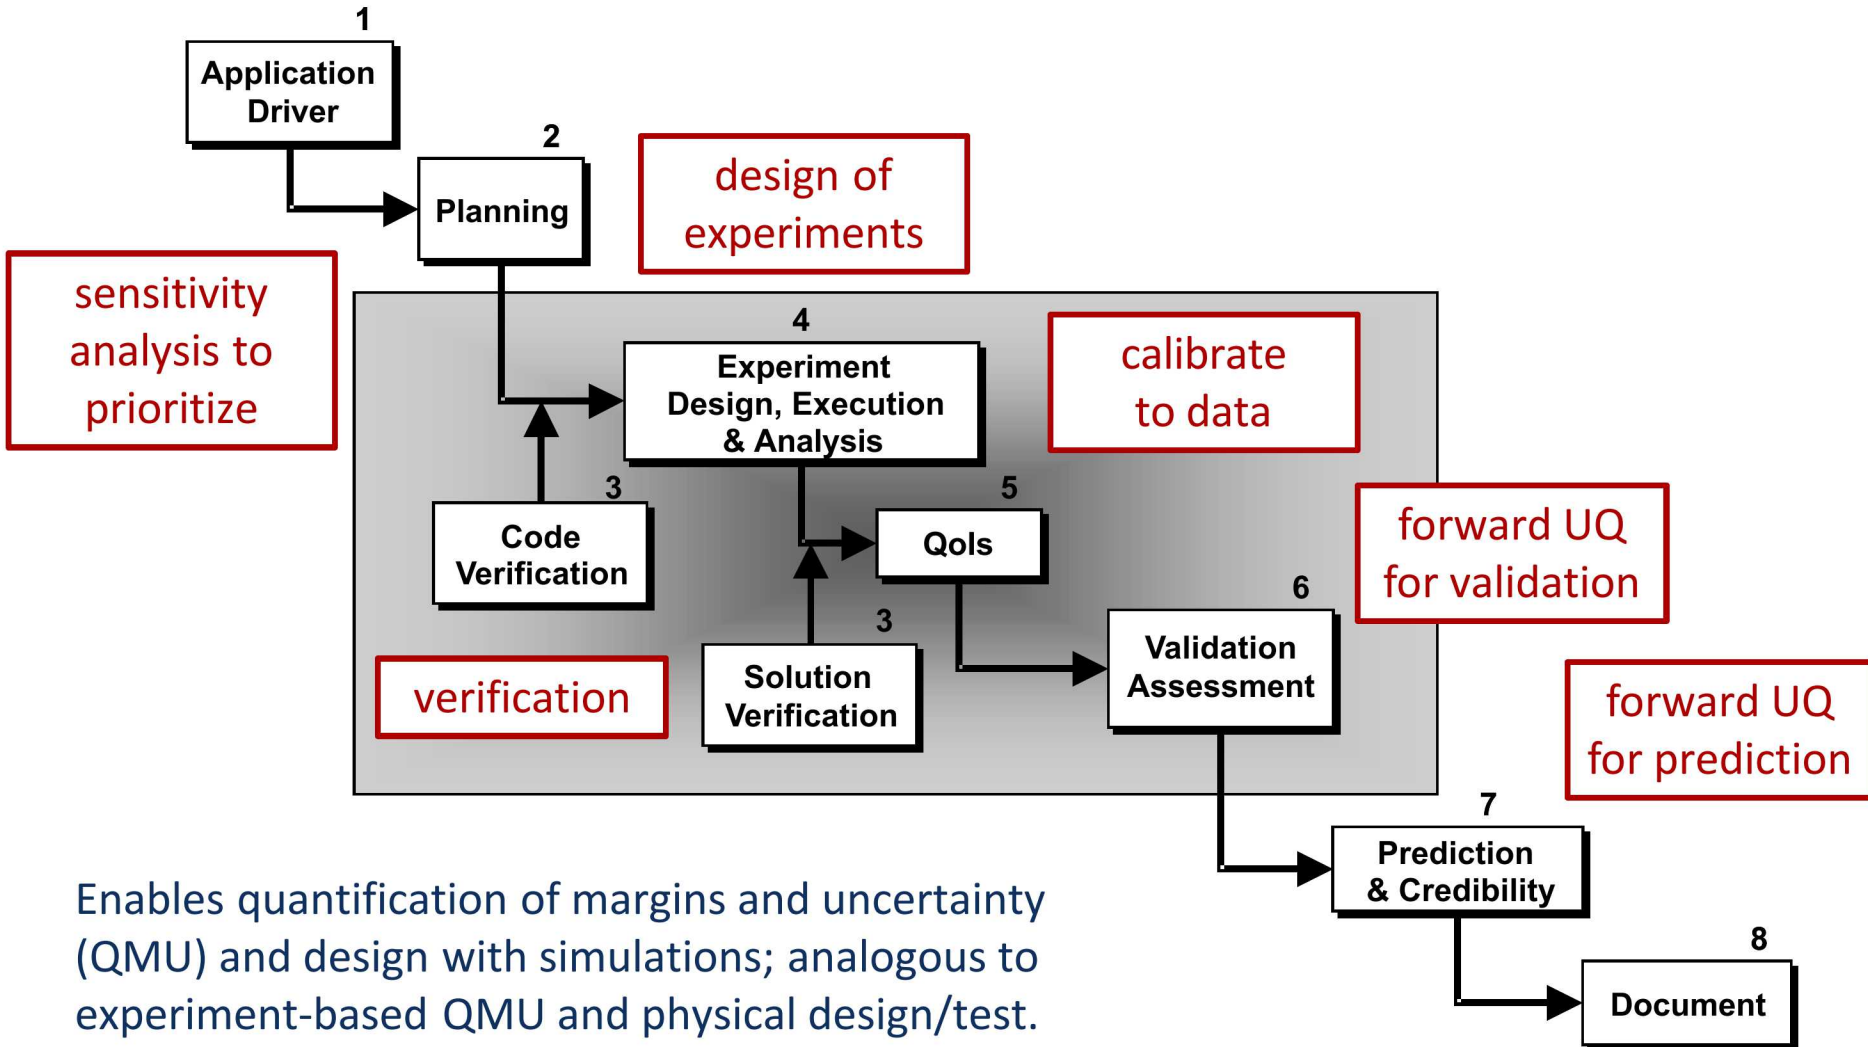 1
Application
Driver
2
Planning
design of
experiments
sensitivity
analysis to
prioritize
4
Experiment
Design, Execution
& Analysis
calibrate
to data
3
Code
Verification
5
QoIs
forward UQ
for validation
3
Solution
Verification
verification
6
Validation
Assessment
forward UQ
for prediction
7
Prediction
& Credibility
8
Document
Enables quantification of margins and uncertainty
(QMU) and design with simulations; analogous to
experiment-based QMU and physical design/test.